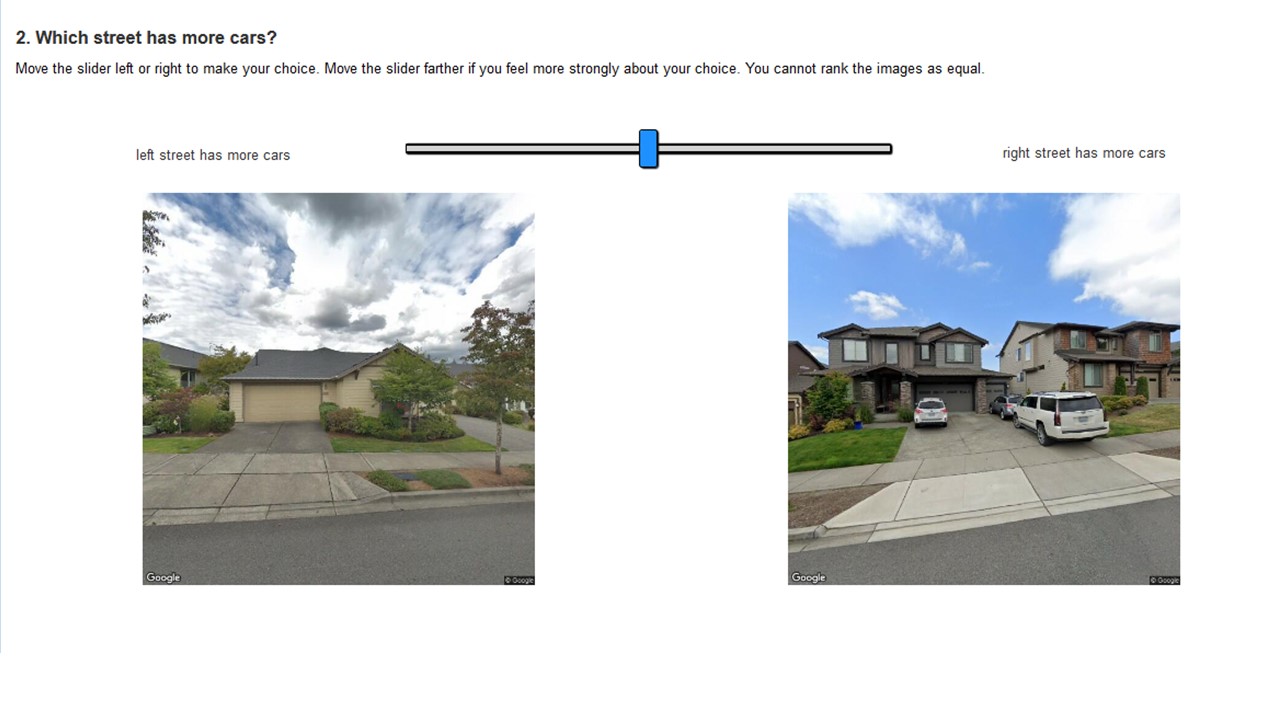 2. Which street has more cars?
Move the slider left or right to make your choice. Move the slider farther if you feel more strongly about your choice. You cannot rank the images as equal.
left street has more cars
right street has more cars
Google
© Google
Google
© Google